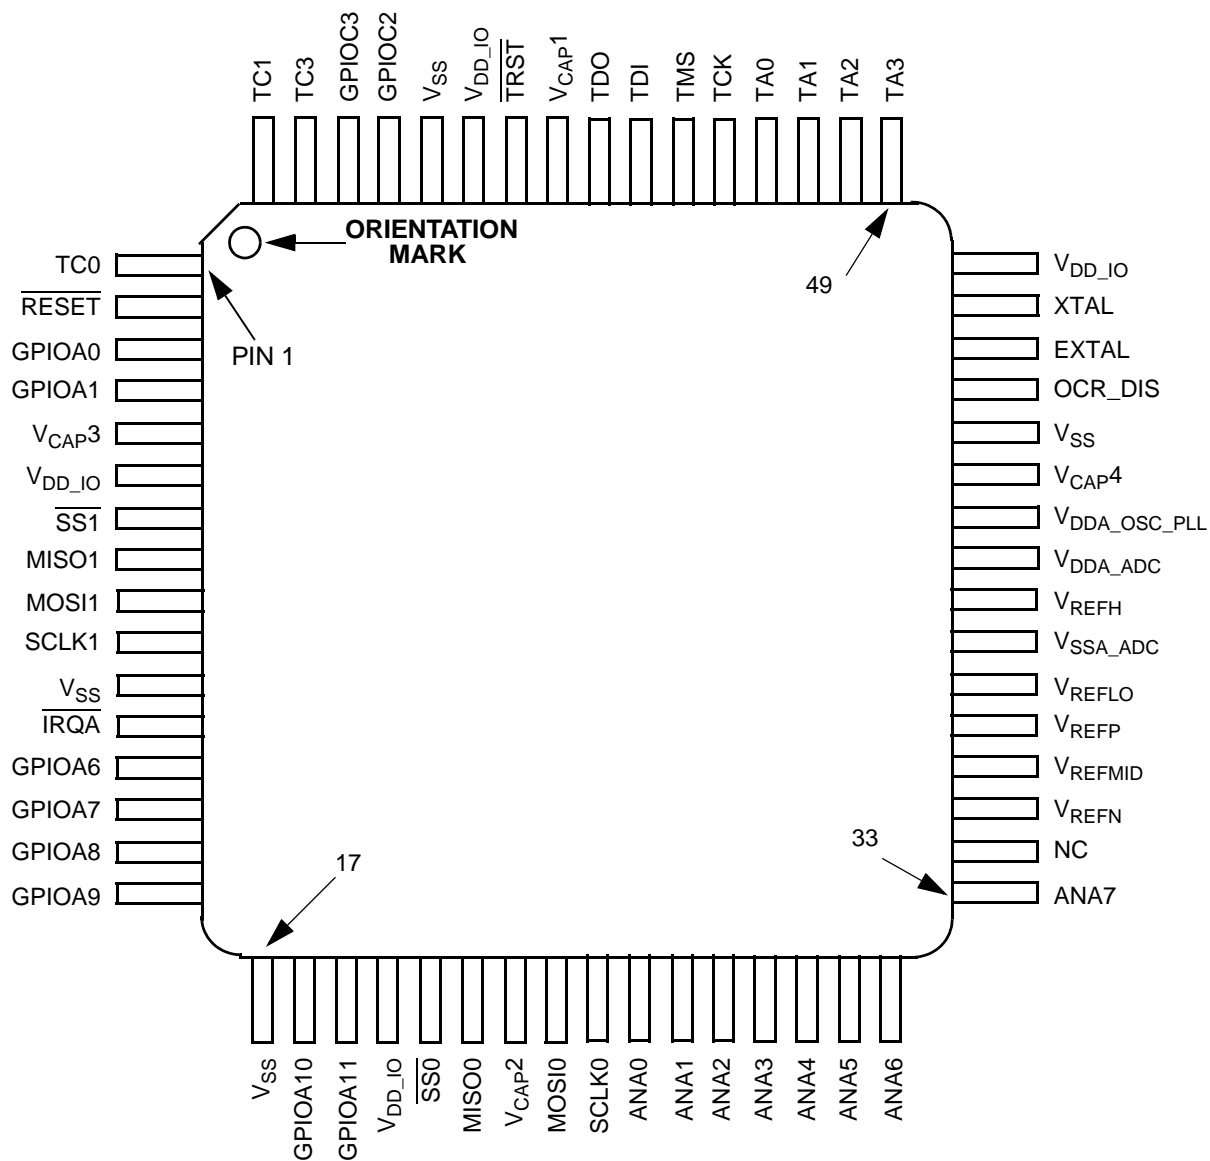 TC1
TC3
GPIOC3
GPIOC2
VSS
VDD_IO
TRST
VCAP1
TDO
TDI
TMS
TCK
TA0
TA1
TA2
TA3
ORIENTATION
MARK
PIN 1
49
TC0
RESET
GPIOA0
GPIOA1
VCAP3
VDD_IO
SS1
MISO1
MOSI1
SCLK1
VSS
IRQA
GPIOA6
GPIOA7
GPIOA8
GPIOA9
VDD_IO
XTAL
EXTAL
OCR_DIS
VSS
VCAP4
VDDA_OSC_PLL
VDDA_ADC
VREFH
VSSA_ADC
VREFLO
VREFP
VREFMID
VREFN
NC
ANA7
17
33
VSS
GPIOA10
GPIOA11
VDD_IO
SS0
MISO0
VCAP2
MOSI0
SCLK0
ANA0
ANA1
ANA2
ANA3
ANA4
ANA5
ANA6